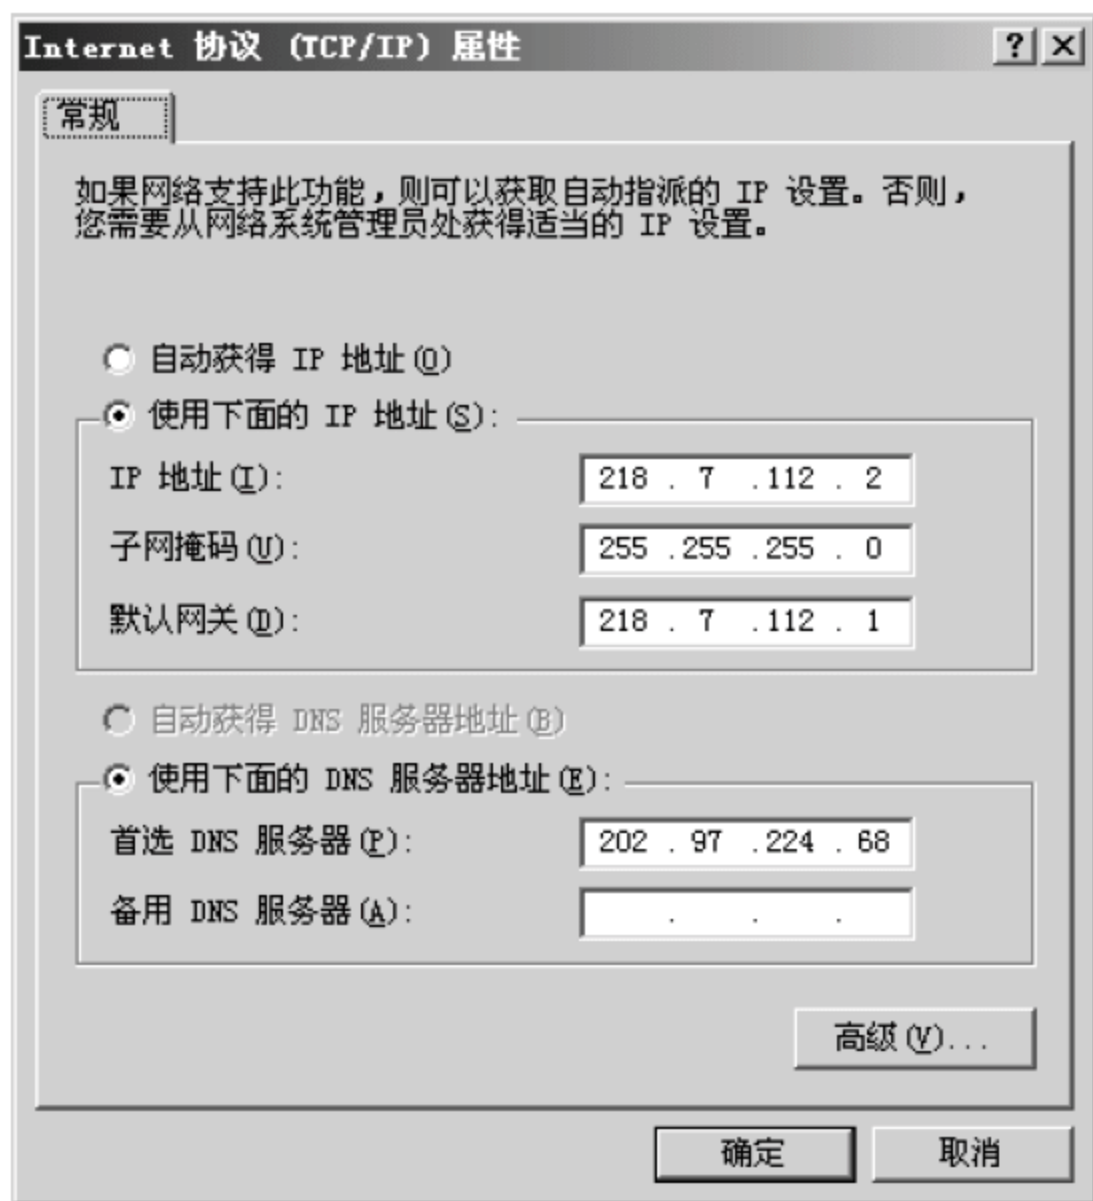 Internet 协议 (TCP/IP) 属性
常规
如果网络支持此功能，则可以获取自动指派的 IP 设置。否则，
您需要从网络系统管理员处获得适当的 IP 设置。
自动获得 IP 地址(O)
使用下面的 IP 地址(S):
IP 地址(I): 218 . 7 .112 . 2
子网掩码(U): 255 .255 .255 . 0
默认网关(D): 218 . 7 .112 . 1
自动获得 DNS 服务器地址(B)
使用下面的 DNS 服务器地址(E):
首选 DNS 服务器(P): 202 . 97 .224 . 68
备用 DNS 服务器(A): . . .
高级(V)...
确定 取消